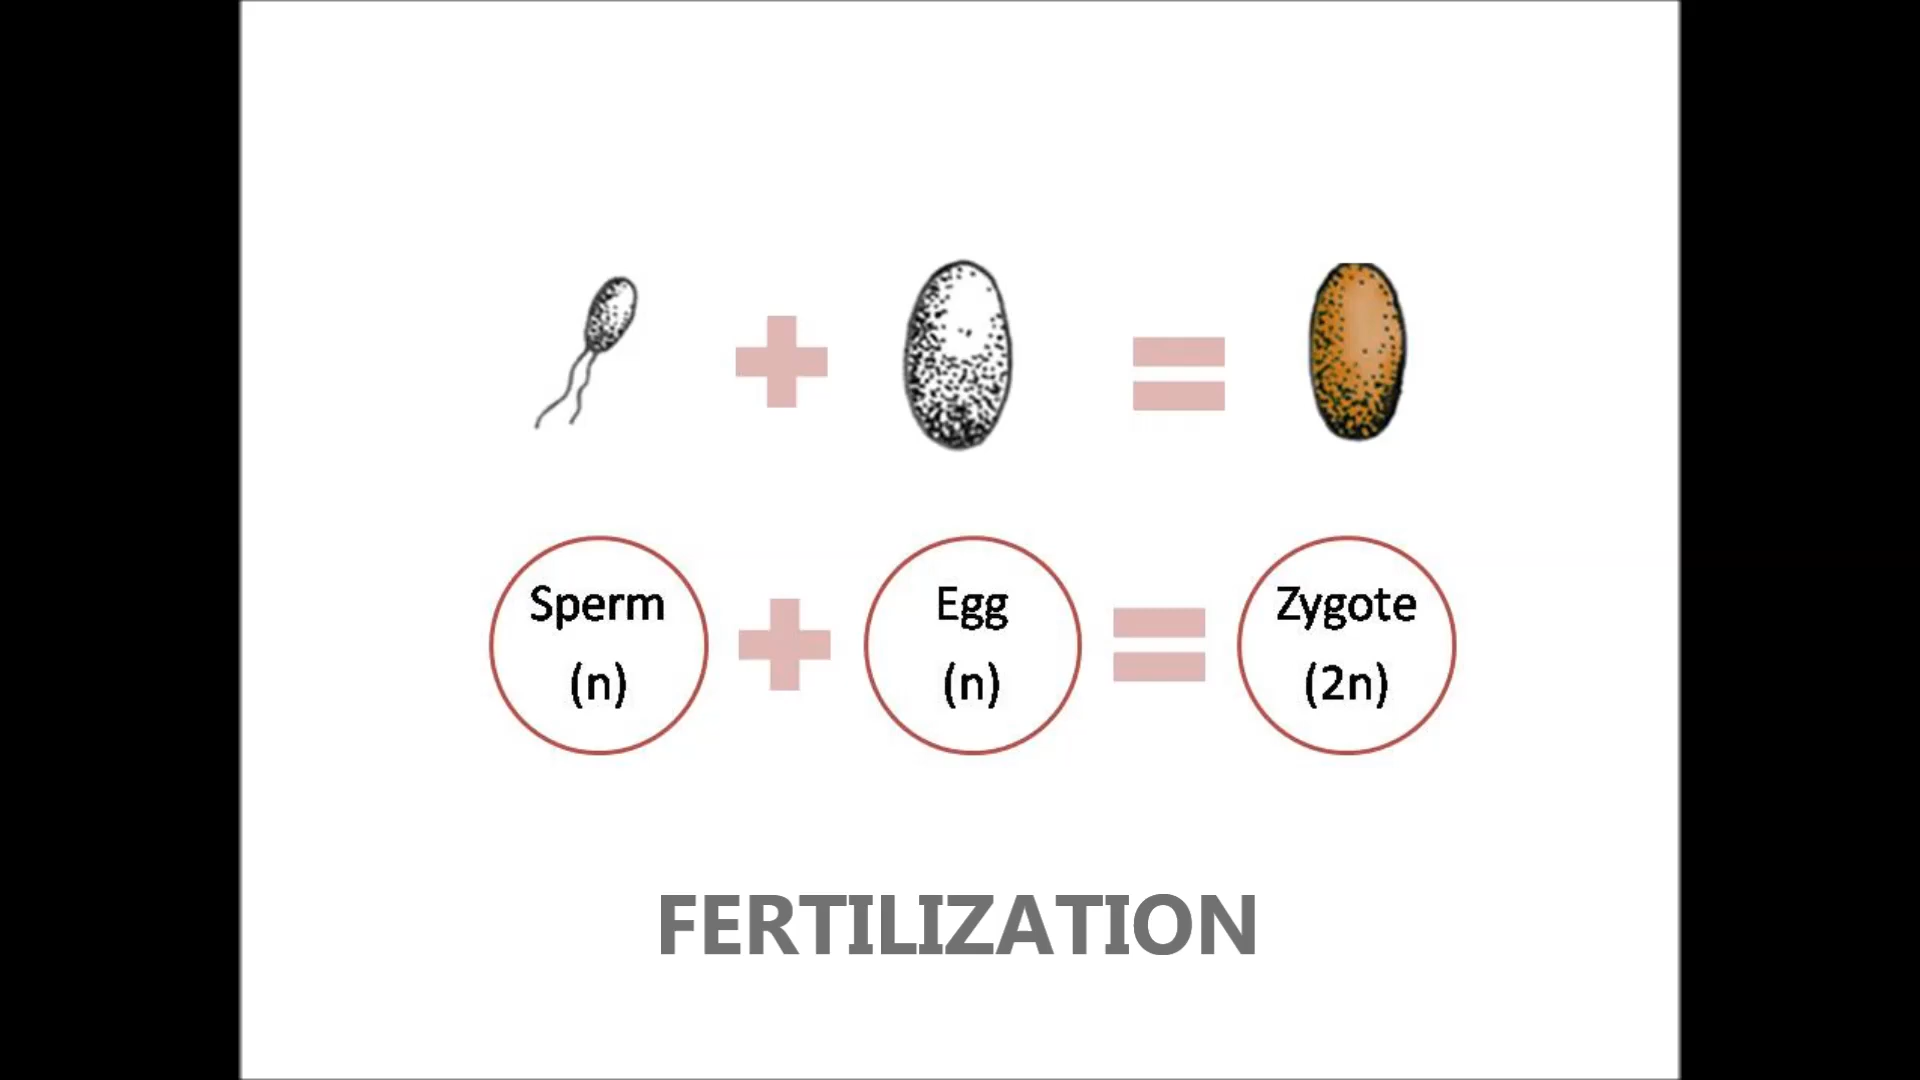 Sperm
(n)
Egg
(n)
Zygote
(2n)
FERTILIZATION